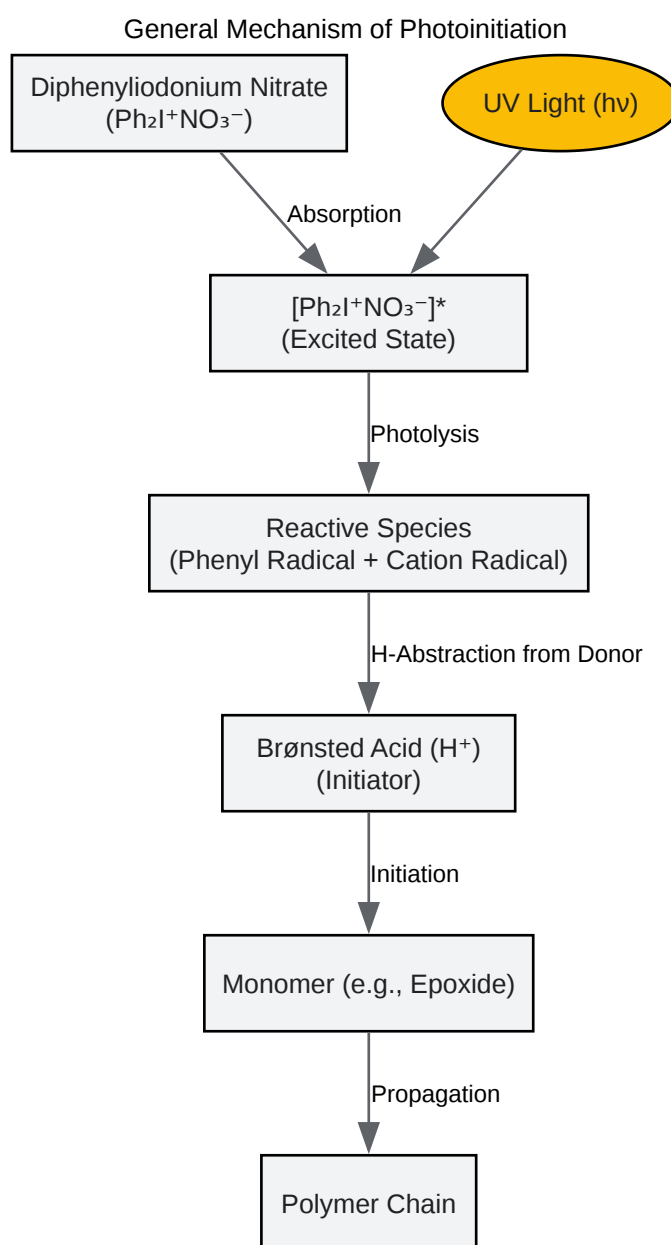 General Mechanism of Photoinitiation
Diphenyliodonium Nitrate
(Ph₂I⁺NO₃⁻)
UV Light (hν)
Absorption
[Ph₂I⁺NO₃⁻]*
(Excited State)
Photolysis
Reactive Species
(Phenyl Radical + Cation Radical)
H-Abstraction from Donor
Brønsted Acid (H⁺)
(Initiator)
Initiation
Monomer (e.g., Epoxide)
Propagation
Polymer Chain